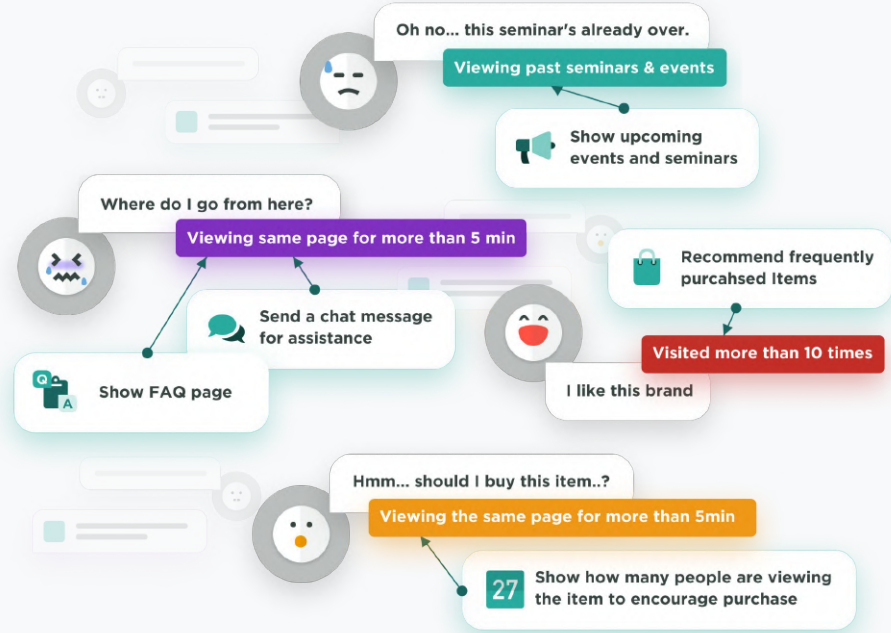 Oh no... this seminar's already over.
Viewing past seminars & events
Show upcoming
events and seminars
Where do I go from here?
Viewing same page for more than 5 min
Send a chat message
for assistance
Q
A
Show FAQ page
Recommend frequently
purcahsed Items
Visited more than 10 times
I like this brand
Hmm... should I buy this item..?
Viewing the same page for more than 5min
27
Show how many people are viewing
the item to encourage purchase